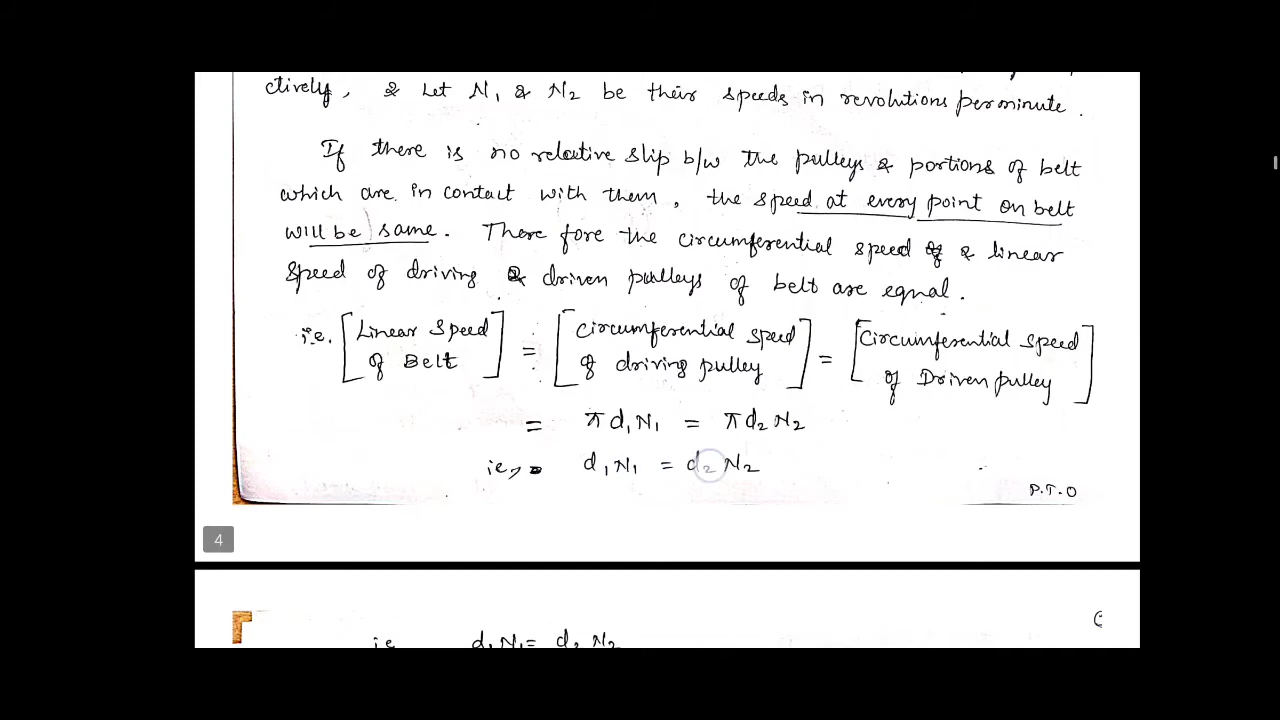 ctively, & Let N1 & N2 be their speeds in revolutions per minute.
If there is no relative slip b/w the pulleys & portions of belt
which are in contact with them, the speed at every point on belt
will be same. There fore the circumferential speed of & linear
speed of driving & driven pulleys of belt are equal.
i.e. [Linear Speed of Belt] = [Circumferential speed of driving pulley] = [Circumferential speed of Driven pulley]
= πd1N1 = πd2N2
ie, d1N1 = d2N2
P.T.O
4
ie d1N1 = d2N2